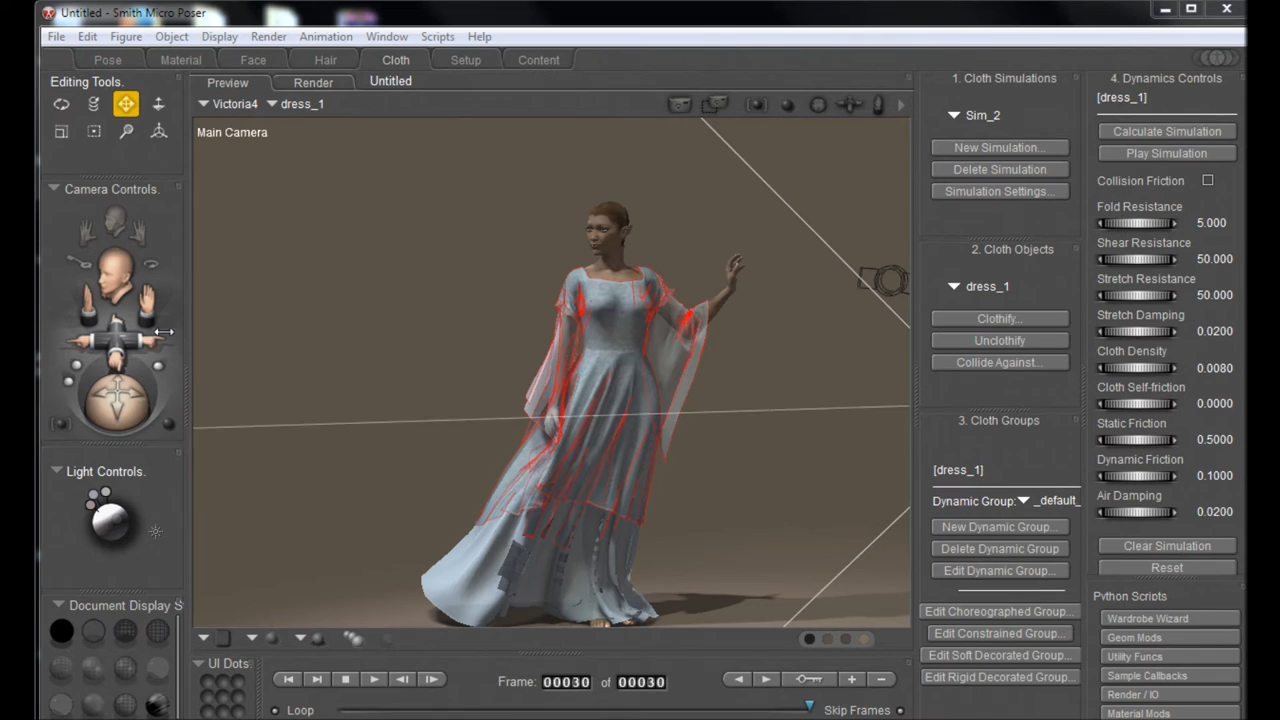 Untitled - Smith Micro Poser
File Edit Figure Object Display Render Animation Window Scripts Help
Pose Material Face Hair Cloth Setup Content
Editing Tools.
Preview Render Untitled
Victoria4 dress_1
Main Camera
Camera Controls.
Light Controls.
Document Display S
UI Dots
Frame: 00030 of 00030
Loop
Skip Frames
1. Cloth Simulations
Sim_2
New Simulation...
Delete Simulation
Simulation Settings...
2. Cloth Objects
dress_1
Clothify...
Unclothify
Collide Against...
3. Cloth Groups
[dress_1]
Dynamic Group: _default_
New Dynamic Group...
Delete Dynamic Group
Edit Dynamic Group...
Edit Choreographed Group...
Edit Constrained Group...
Edit Soft Decorated Group...
Edit Rigid Decorated Group...
4. Dynamics Controls
[dress_1]
Calculate Simulation
Play Simulation
Collision Friction
Fold Resistance
5.000
Shear Resistance
50.000
Stretch Resistance
50.000
Stretch Damping
0.0200
Cloth Density
0.0080
Cloth Self-friction
0.0000
Static Friction
0.5000
Dynamic Friction
0.1000
Air Damping
0.0200
Clear Simulation
Reset
Python Scripts
Wardrobe Wizard
Geom Mods
Utility Funcs
Sample Callbacks
Render / IO
Material Mods